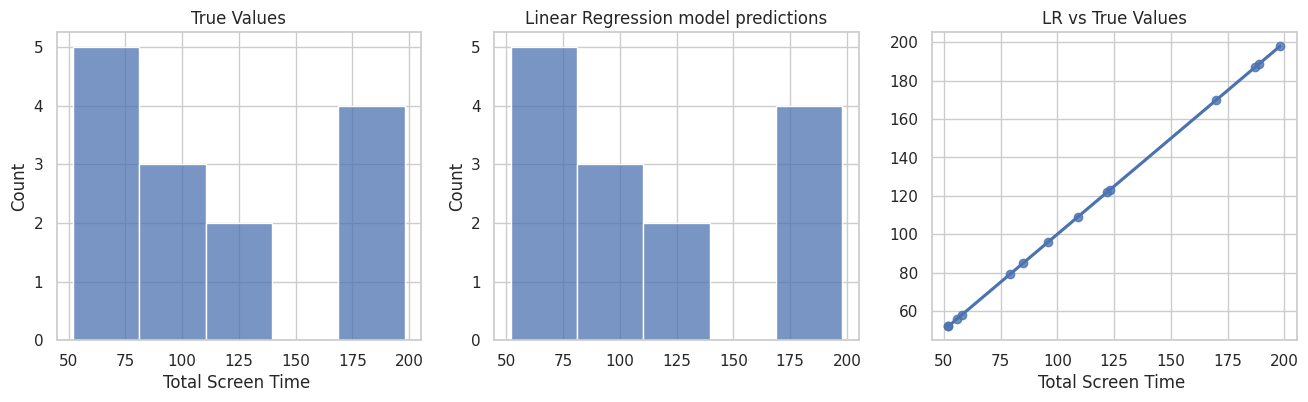 True Values
5
4
3
2
1
0
Count
50 75 100 125 150 175 200
Total Screen Time
Linear Regression model predictions
5
4
3
2
1
0
Count
50 75 100 125 150 175 200
LR vs True Values
200
180
160
140
120
100
80
60
50 75 100 125 150 175 200
Total Screen Time